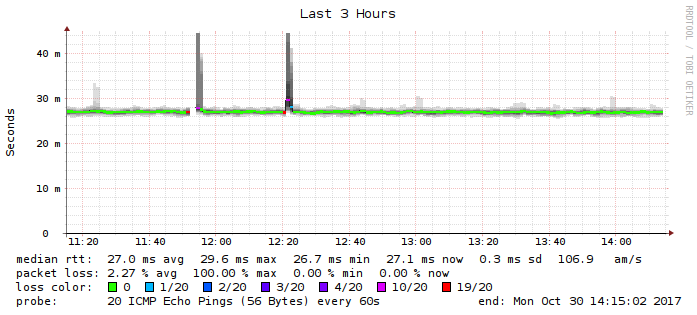 Last 3 Hours
RRDTOOL / TOBI OETIKER
Seconds
40 m
30 m
20 m
10 m
0
11:20 11:40 12:00 12:20 12:40 13:00 13:20 13:40 14:00
median rtt: 27.0 ms avg 29.6 ms max 26.7 ms min 27.1 ms now 0.3 ms sd 106.9 am/s
packet loss: 2.27 % avg 100.00 % max 0.00 % min 0.00 % now
loss color: 0 1/20 2/20 3/20 4/20 10/20 19/20
probe: 20 ICMP Echo Pings (56 Bytes) every 60s end: Mon Oct 30 14:15:02 2017